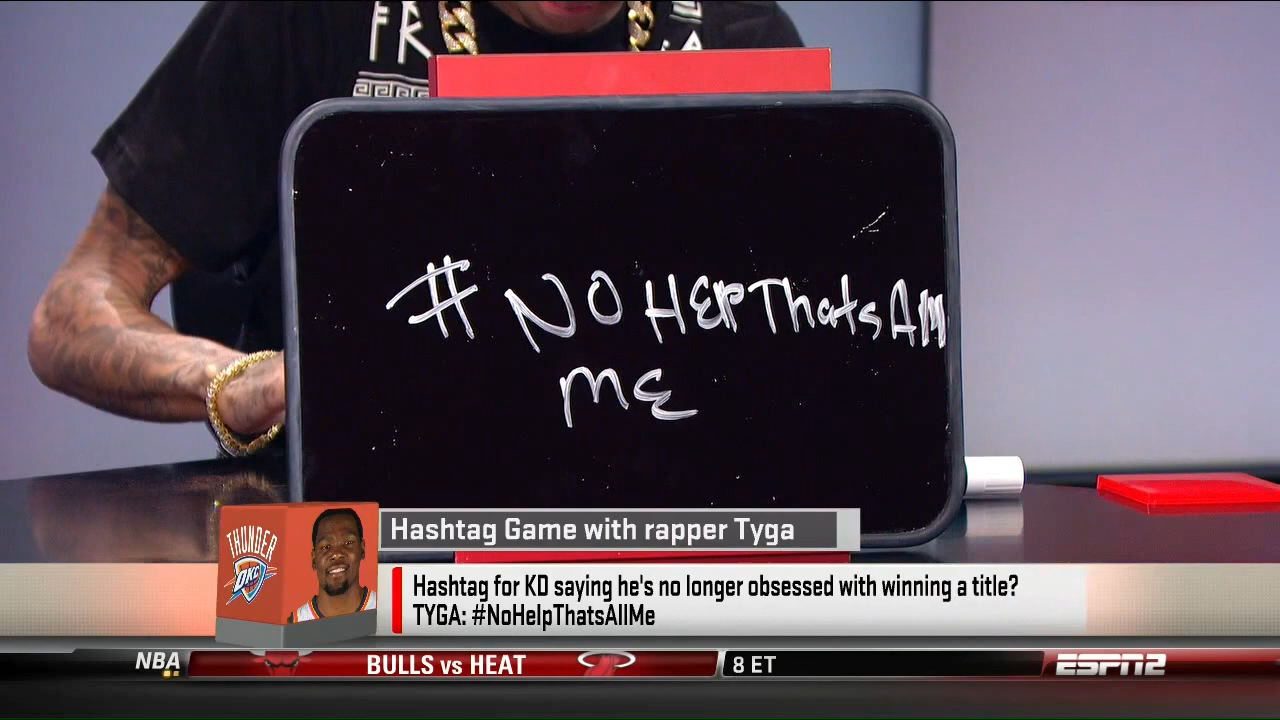 FR
#NOHElPThatsAll
ME
THUNDER
OKC
Hashtag Game with rapper Tyga
Hashtag for KD saying he's no longer obsessed with winning a title?
TYGA: #NoHelpThatsAllMe
NBA BULLS vs HEAT 8 ET ESPN2